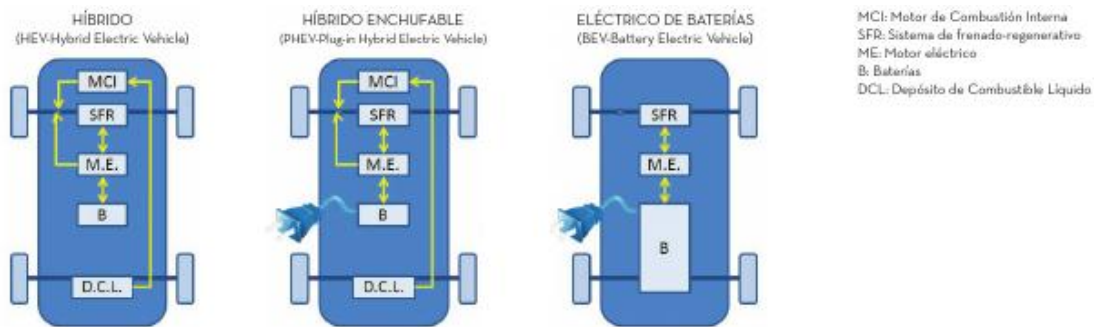 HÍBRIDO
(HEV-Hybrid Electric Vehicle)
MCI
SFR
M.E.
B
D.C.L.
HÍBRIDO ENCHUFABLE
(PHEV-Plug-in Hybrid Electric Vehicle)
MCI
SFR
M.E.
B
D.C.L.
ELÉCTRICO DE BATERÍAS
(BEV-Battery Electric Vehicle)
SFR
M.E.
B
MCI: Motor de Combustión Interna
SFR: Sistema de frenado-regenerativo
ME: Motor eléctrico
B: Baterías
DCL: Depósito de Combustible Líquido